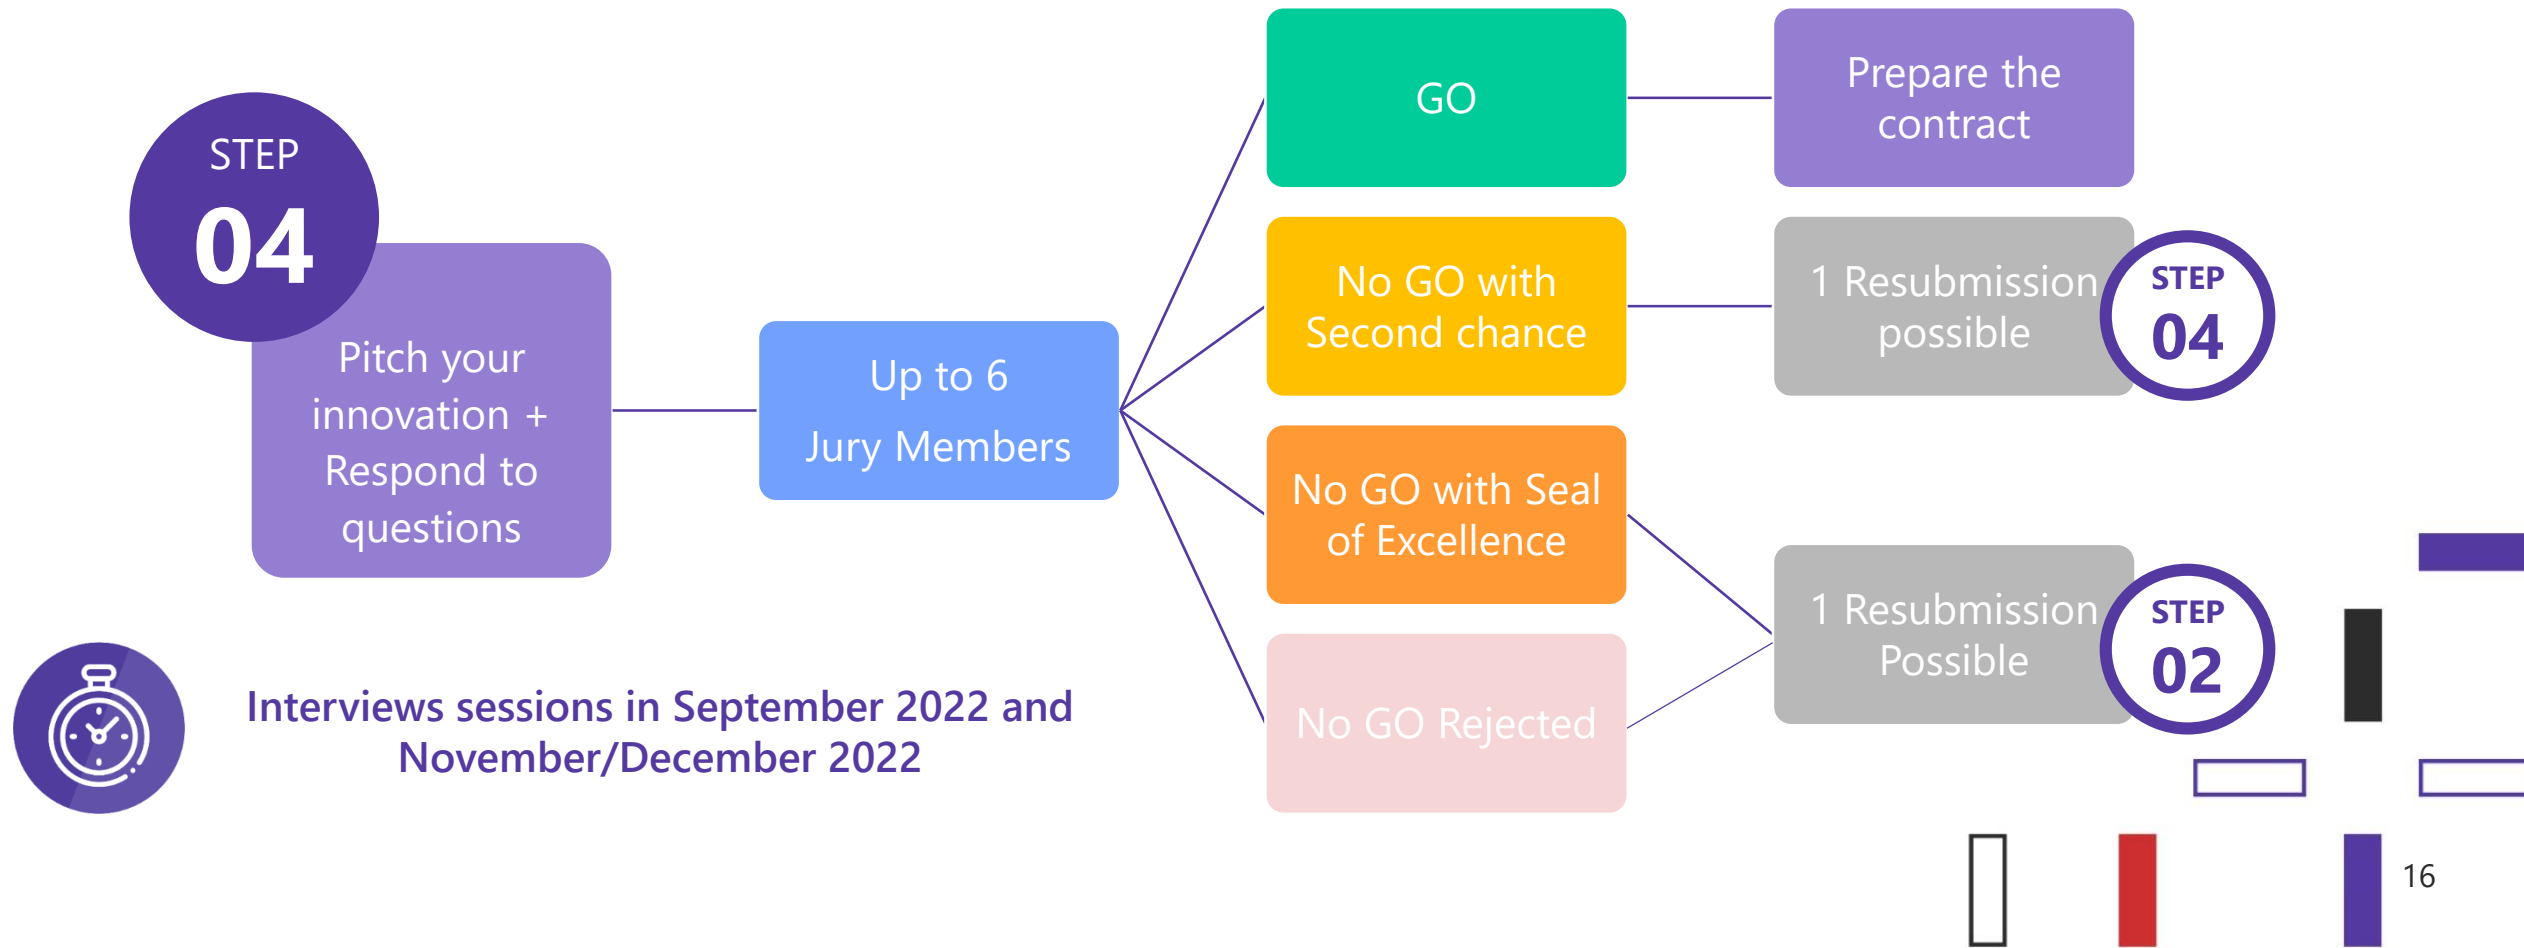 STEP
04
Pitch your
innovation +
Respond to
questions
Up to 6
Jury Members
GO
Prepare the
contract
No GO with
Second chance
1 Resubmission
possible
STEP
04
No GO with Seal
of Excellence
No GO Rejected
1 Resubmission
Possible
STEP
02
Interviews sessions in September 2022 and
November/December 2022
16